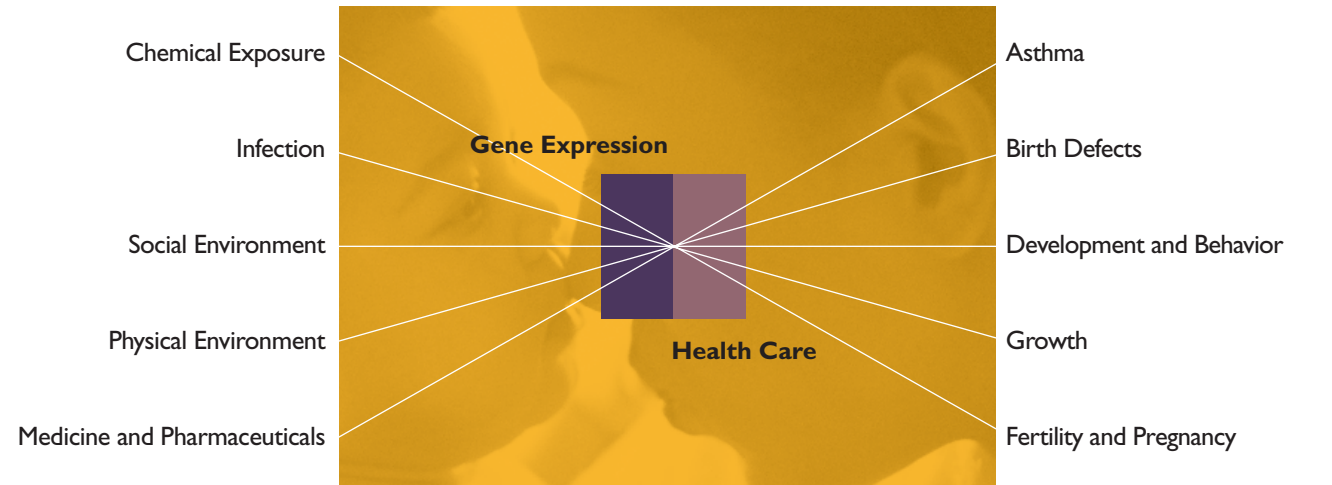 Chemical Exposure
Infection
Social Environment
Physical Environment
Medicine and Pharmaceuticals
Gene Expression
Health Care
Asthma
Birth Defects
Development and Behavior
Growth
Fertility and Pregnancy